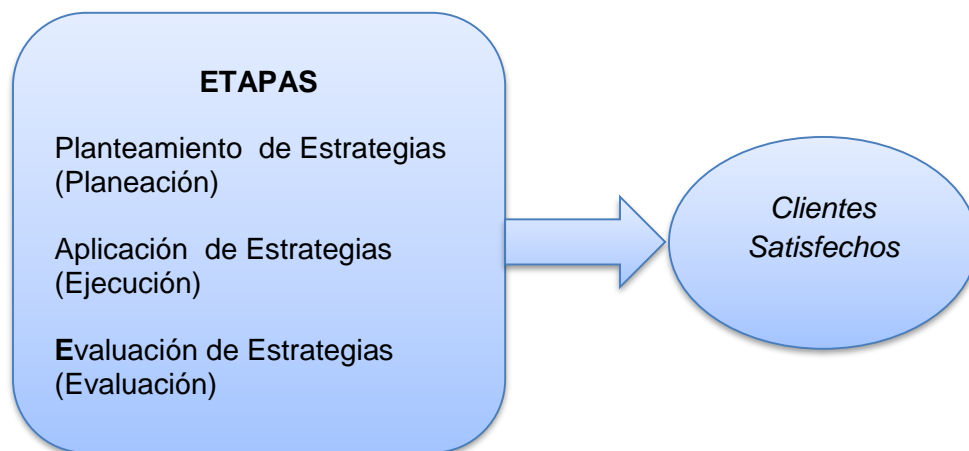 ETAPAS
Planteamiento de Estrategias
(Planeación)
Aplicación de Estrategias
(Ejecución)
Evaluación de Estrategias
(Evaluación)
Clientes
Satisfechos